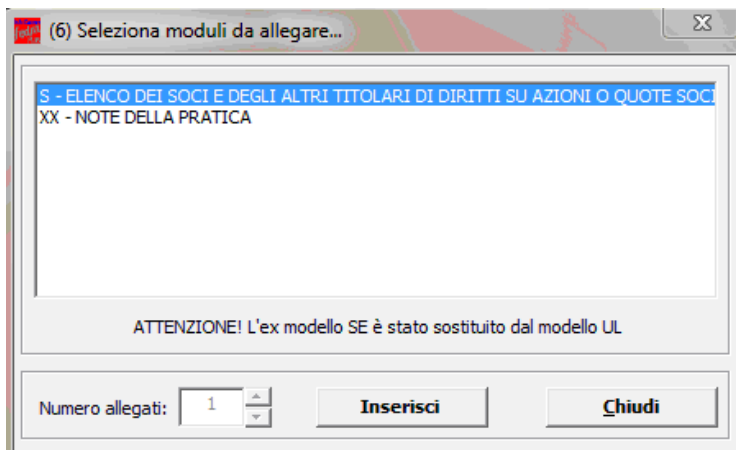 (6) Seleziona moduli da allegare...
S - ELENCO DEI SOCI E DEGLI ALTRI TITOLARI DI DIRITTI SU AZIONI O QUOTE SOCI
XX - NOTE DELLA PRATICA
ATTENZIONE! L'ex modello SE è stato sostituito dal modello UL
Numero allegati: 1 Inserisci Chiudi